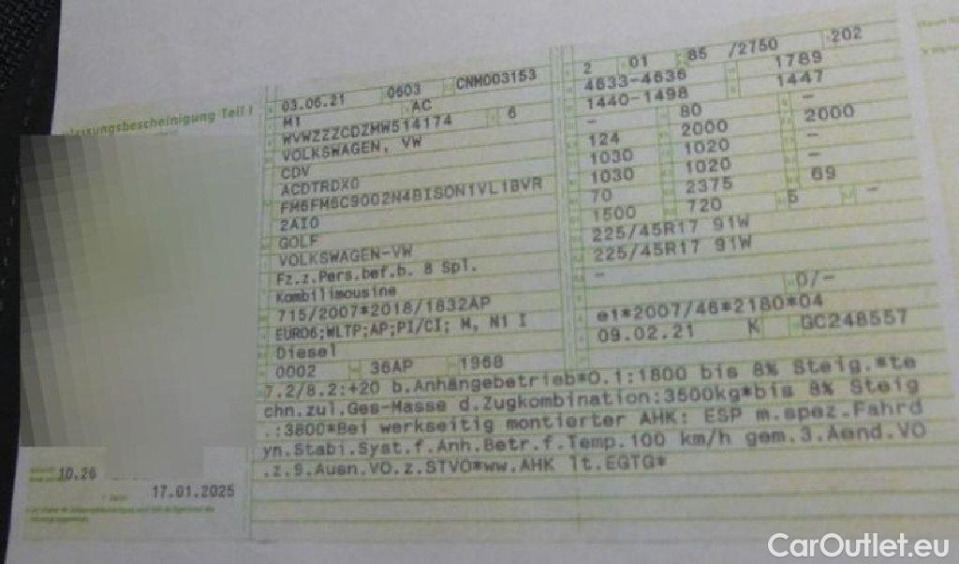 Zulassungsbescheinigung Teil I
03.06.21 0603 CNM003153
M1 AC
WVWZZZCDZMW514174 6
VOLKSWAGEN, VW
CDV
ACDTRDX0
FM6FM6C9002N4BISON1VL1BVR
2AI0
GOLF
VOLKSWAGEN-VW
Fz.z.Pers.bef.b. 8 Spl.
Kombilimousine
715/2007*2018/1832AP
EURO6;WLTP;AP;PI/CI; M, N1 I
Diesel
0002 36AP 1968
2 01 85 /2750 202
4633-4636 1789
1440-1498 1447
- 80 -
124 2000 2000
1030 1020
1030 1020 -
70 2375 69
1500 720 5 -
225/45R17 91W
225/45R17 91W
-
0/-
e1*2007/46*2180*04
09.02.21 K GC248557
7.2/8.2:+20 b.Anhängebetrieb*O.1:1800 bis 8% Steig.*te
chn.zul.Ges-Masse d.Zugkombination:3500kg*bis 8% Steig
.:3800*Bei werkseitig montierter AHK: ESP m.spez.Fahrd
yn.Stabi.Syst.f.Anh.Betr.f.Temp.100 km/h gem.3.Aend.VO
.z.9.Ausn.VO.z.STVO*ww.AHK lt.EGTG*
10.26
17.01.2025
CarOutlet.eu